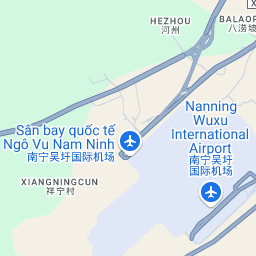 HEZHOU
河州
BALAOP
八涝坡
Sân bay quốc tế
Ngô Vu Nam Ninh
南宁吴圩国际机场
Nanning
Wuxu
International
Airport
南宁吴圩
国际机场
XIANGNINGCUN
祥宁村